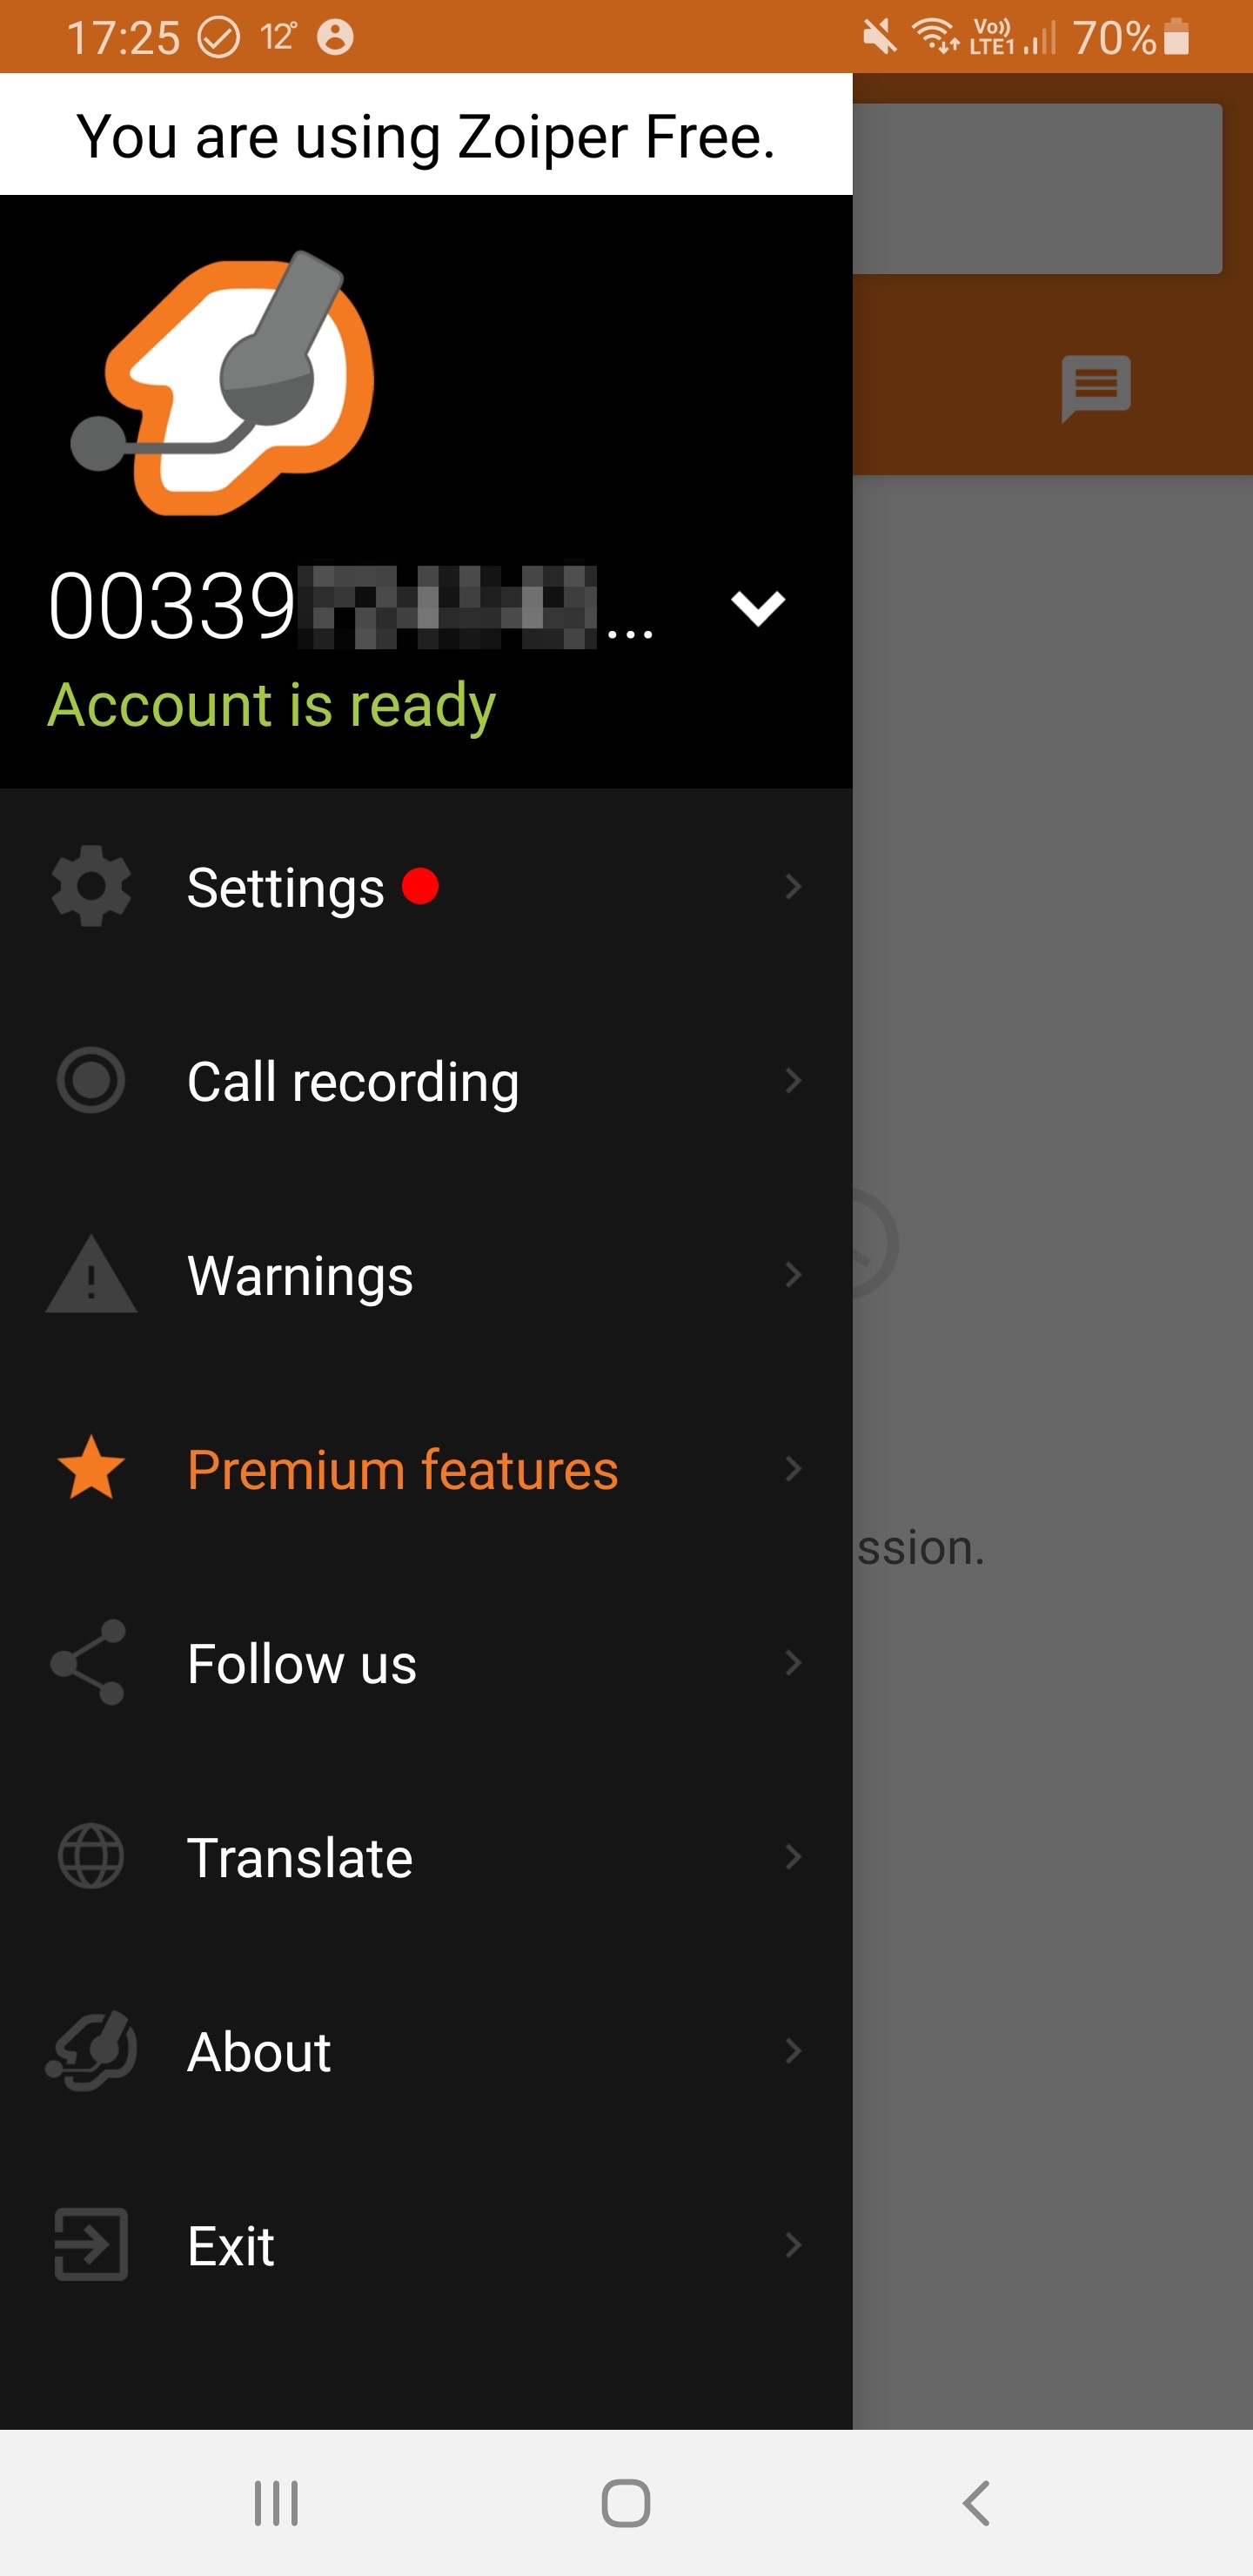 17:25 12° Vo)) LTE1 70%
You are using Zoiper Free.
00339 ...
Account is ready
Settings
Call recording
Warnings
Premium features
ssion.
Follow us
Translate
About
Exit